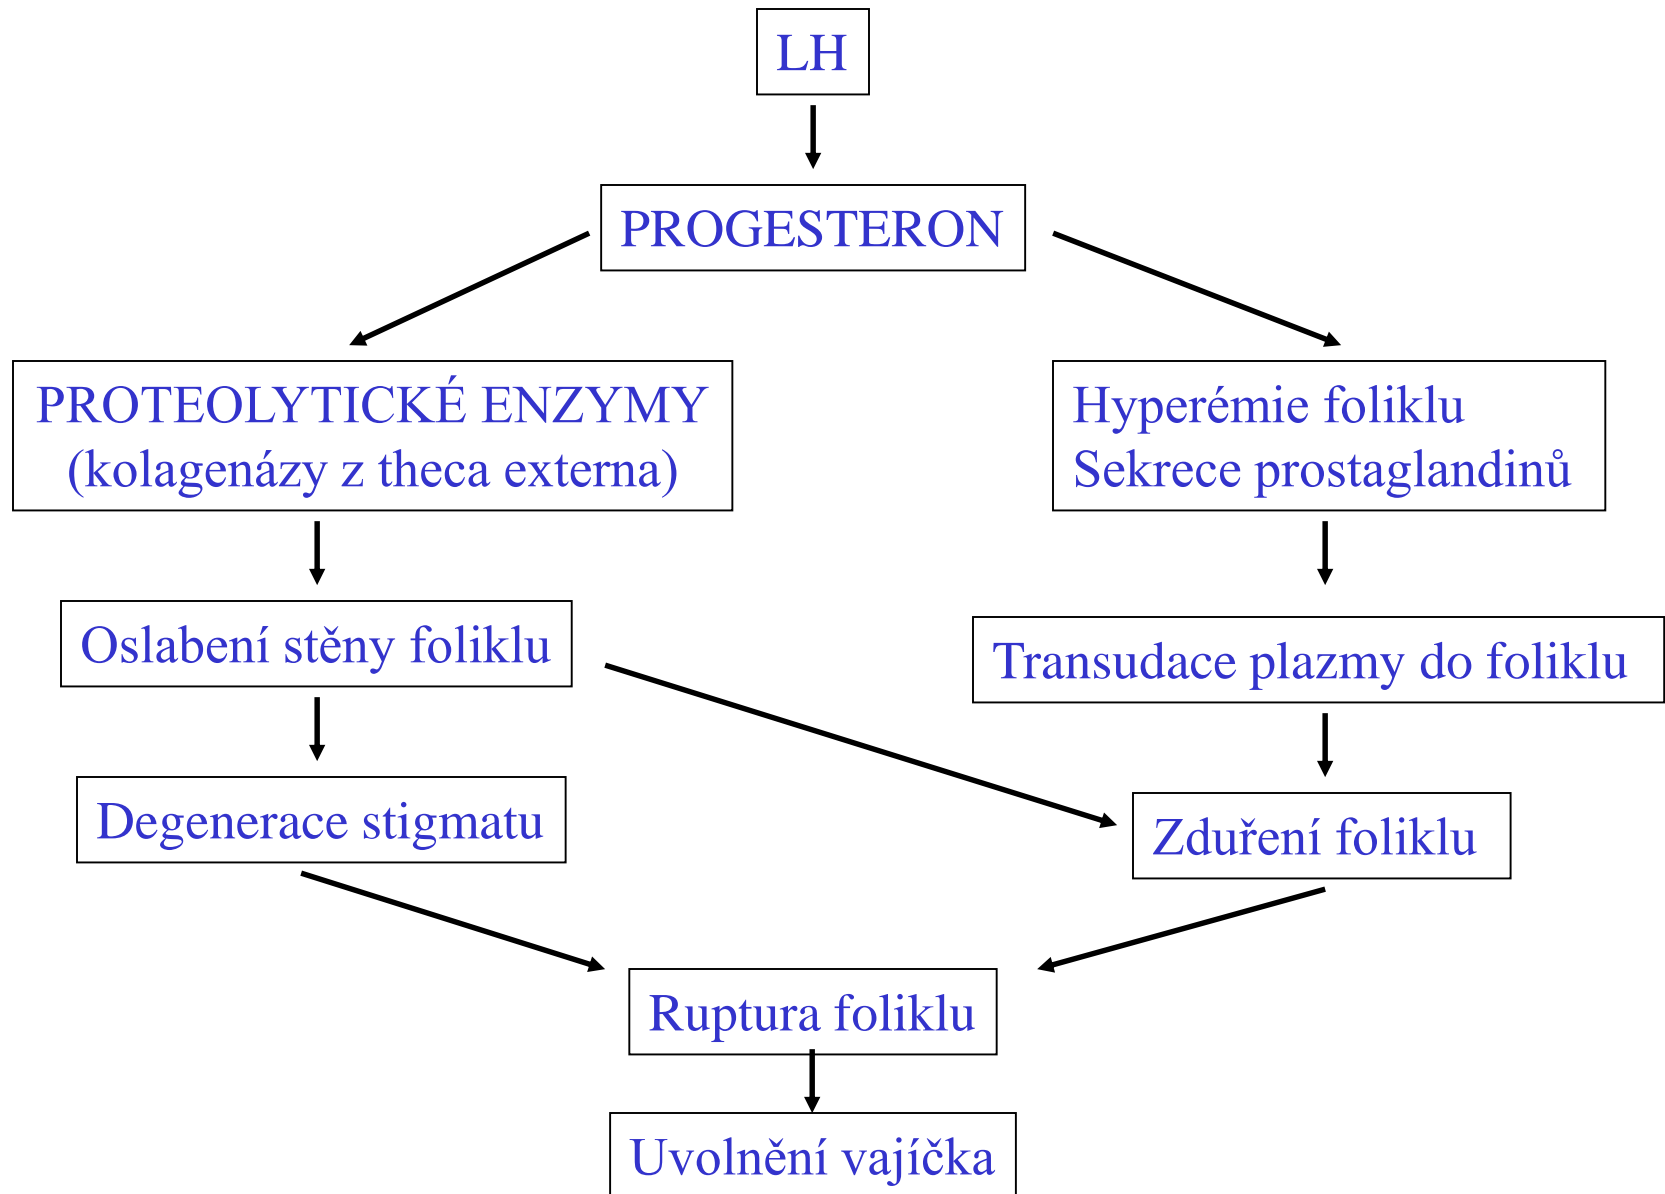 LH
PROGESTERON
PROTEOLYTICKÉ ENZYMY
(kolagenázy z theca externa)
Hyperémie foliklu
Sekrece prostaglandinů
Oslabení stěny foliklu
Transudace plazmy do foliklu
Degenerace stigmatu
Zduření foliklu
Ruptura foliklu
Uvolnění vajíčka